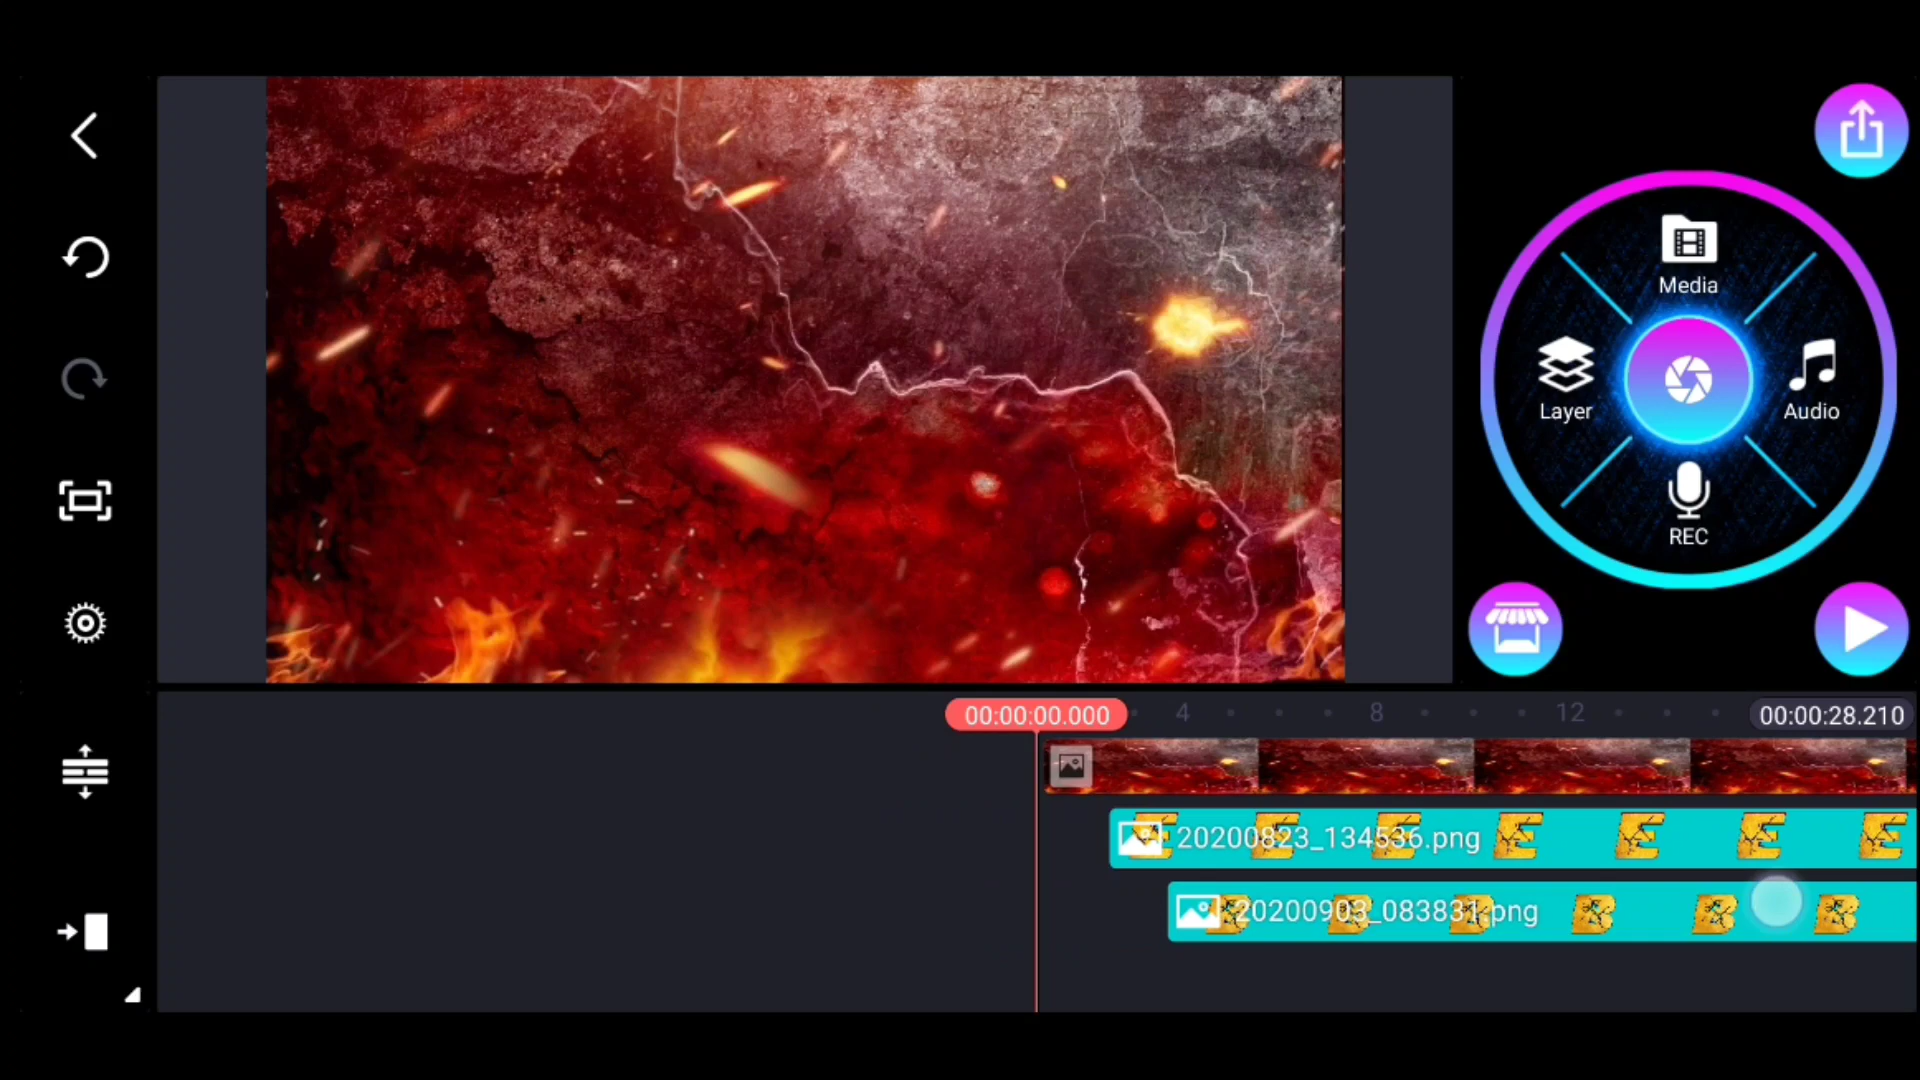 Media
Layer
Audio
REC
00:00:00.000
4
8
12
00:00:28.210
20200823_134536.png
E E E E E E E
20200903_083831.png
B B B B B B